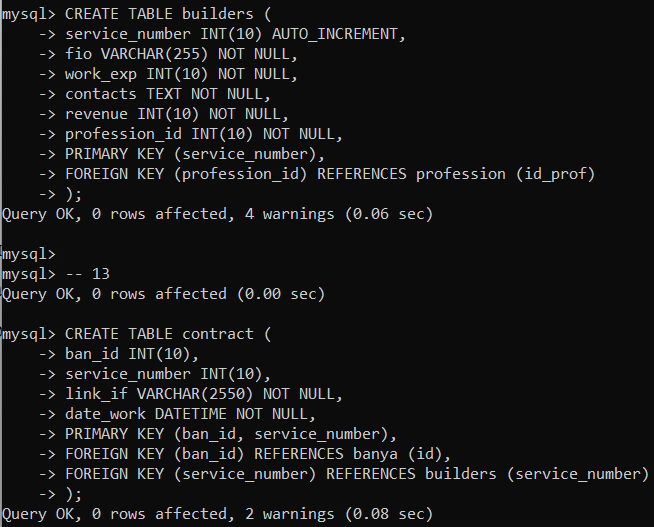 mysql> CREATE TABLE builders (
    -> service_number INT(10) AUTO_INCREMENT,
    -> fio VARCHAR(255) NOT NULL,
    -> work_exp INT(10) NOT NULL,
    -> contacts TEXT NOT NULL,
    -> revenue INT(10) NOT NULL,
    -> profession_id INT(10) NOT NULL,
    -> PRIMARY KEY (service_number),
    -> FOREIGN KEY (profession_id) REFERENCES profession (id_prof)
    -> );
Query OK, 0 rows affected, 4 warnings (0.06 sec)

mysql>
mysql> -- 13
Query OK, 0 rows affected (0.00 sec)

mysql> CREATE TABLE contract (
    -> ban_id INT(10),
    -> service_number INT(10),
    -> link_if VARCHAR(2550) NOT NULL,
    -> date_work DATETIME NOT NULL,
    -> PRIMARY KEY (ban_id, service_number),
    -> FOREIGN KEY (ban_id) REFERENCES banya (id),
    -> FOREIGN KEY (service_number) REFERENCES builders (service_number)
    -> );
Query OK, 0 rows affected, 2 warnings (0.08 sec)